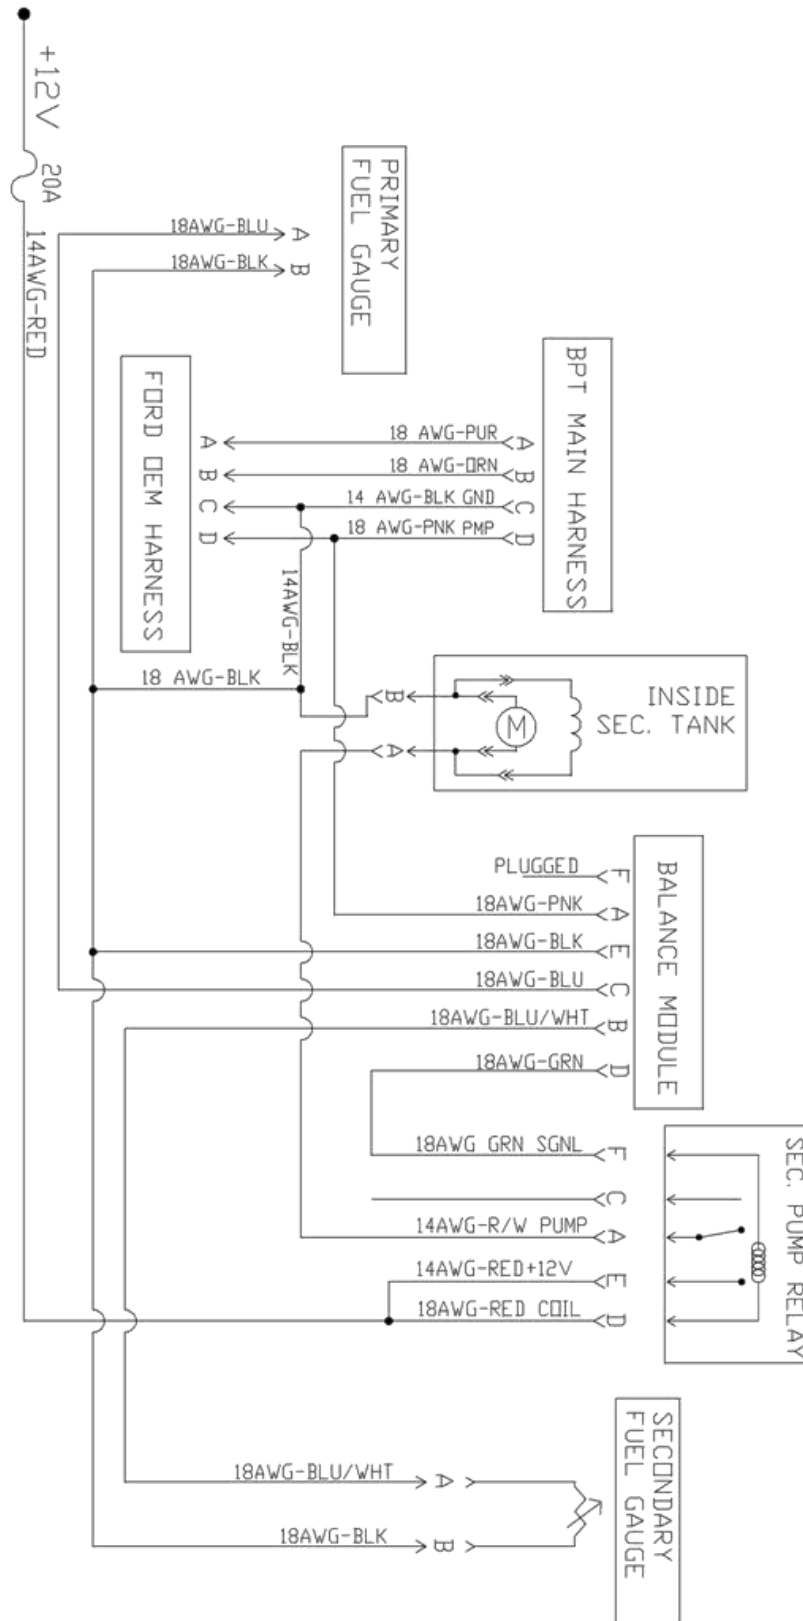 +12V
20A
14AWG-RED
PRIMARY
FUEL GAUGE
18AWG-BLU A
18AWG-BLK B
FORD OEM HARNESS
BPT MAIN HARNESS
A 18 AWG-PUR A
B 18 AWG-ORN B
C 14 AWG-BLK GND C
D 18 AWG-PNK PMP D
14AWG-BLK
18 AWG-BLK
B
A
M
INSIDE
SEC. TANK
BALANCE MODULE
PLUGGED F
18AWG-PNK A
18AWG-BLK E
18AWG-BLU C
18AWG-BLU/WHT B
18AWG-GRN D
SEC. PUMP RELAY
18AWG GRN SGNL F
C
14AWG-R/W PUMP A
14AWG-RED+12V E
18AWG-RED COIL D
SECONDARY
FUEL GAUGE
18AWG-BLU/WHT A
18AWG-BLK B